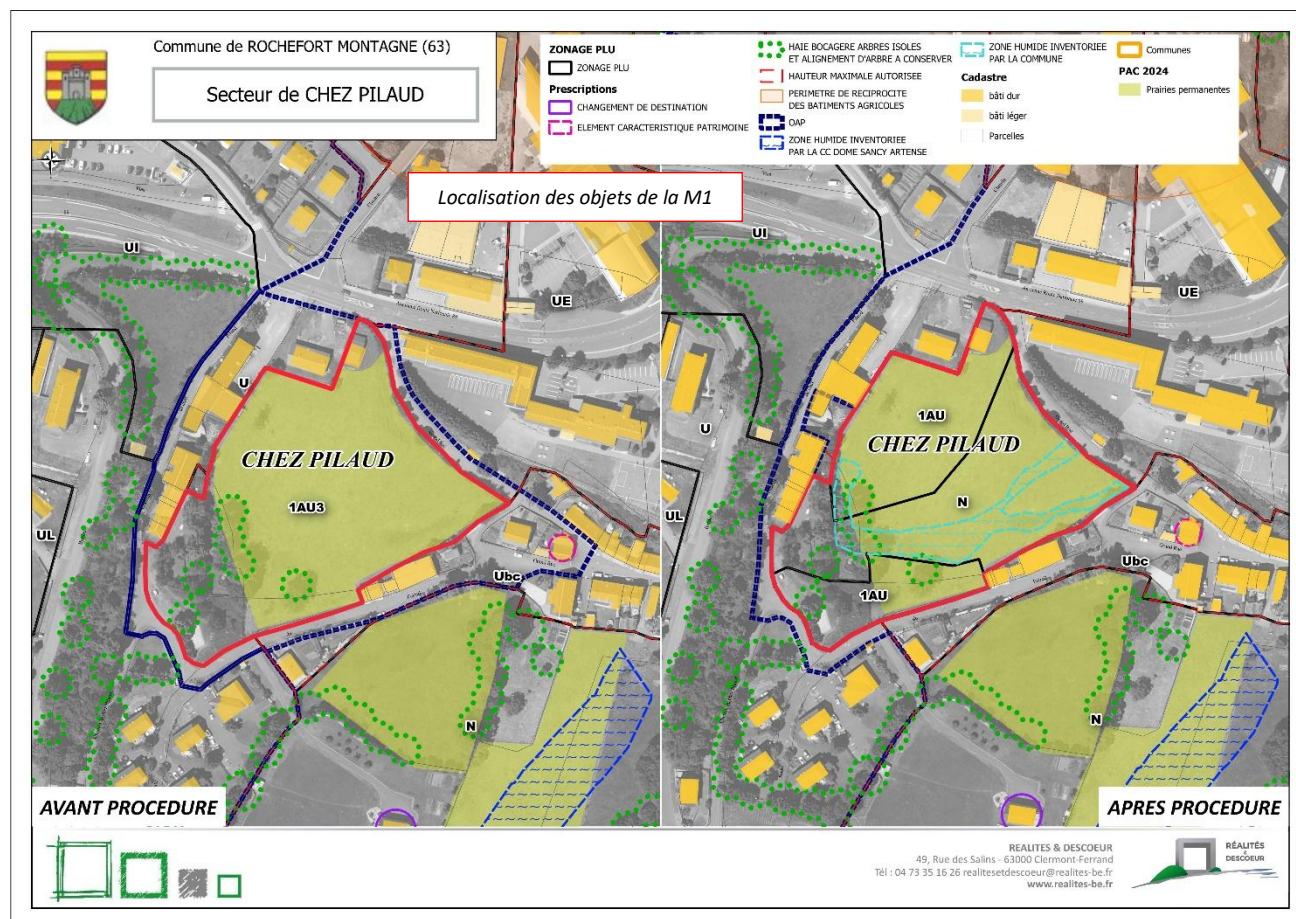 Commune de ROCHEFORT MONTAGNE (63)
Secteur de CHEZ PILAUD
ZONAGE PLU
ZONAGE PLU
Prescriptions
CHANGEMENT DE DESTINATION
ELEMENT CARACTERISTIQUE PATRIMOINE
HAIE BOCAGERE ARBRES ISOLES
ET ALIGNEMENT D'ARBRE A CONSERVER
HAUTEUR MAXIMALE AUTORISEE
PERIMETRE DE RECIPROCITE
DES BATIMENTS AGRICOLES
OAP
ZONE HUMIDE INVENTORIEE
PAR LA CC DOME SANCY ARTENSE
ZONE HUMIDE INVENTORIEE
PAR LA COMMUNE
Cadastre
bâti dur
bâti léger
Parcelles
Communes
PAC 2024
Prairies permanentes
Localisation des objets de la M1
UI
UE
U
CHEZ PILAUD
1AU3
UL
Ubc
N
AVANT PROCEDURE
UI
UE
1AU
U
CHEZ PILAUD
N
UL
Ubc
1AU
N
APRES PROCEDURE
REALITES & DESCOEUR
49, Rue des Salins - 63000 Clermont-Ferrand
Tél : 04 73 35 16 26 realitesetdescoeur@realites-be.fr
www.realites-be.fr
RÉALITÉS
&
DESCOEUR